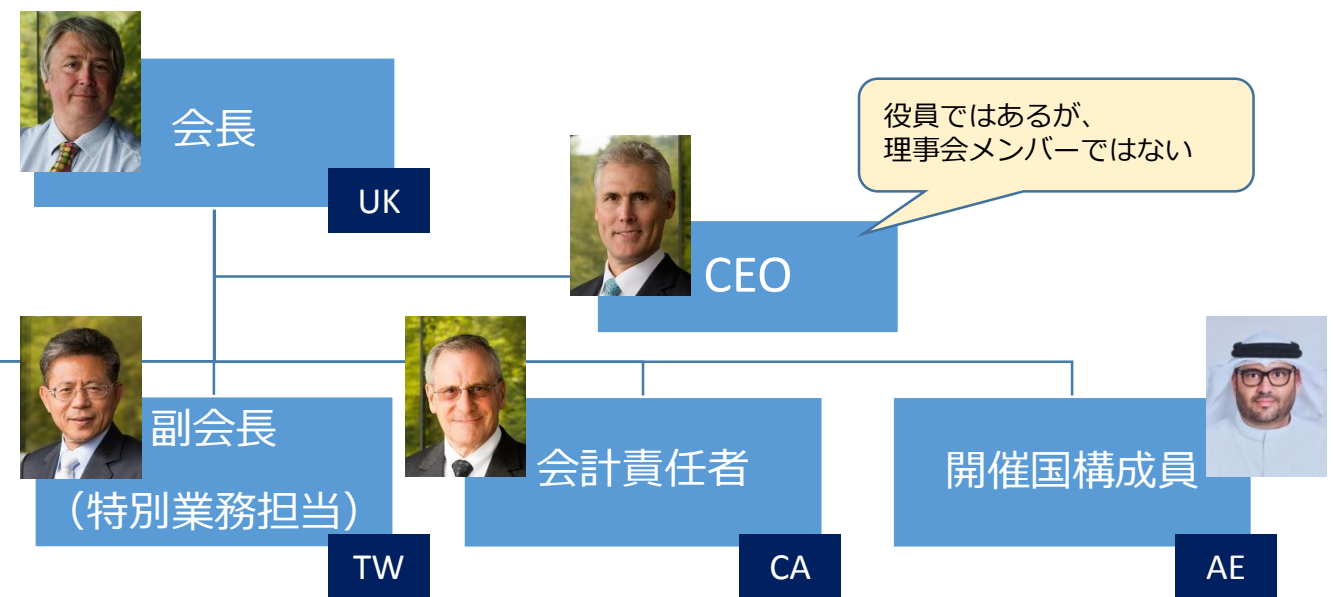 会長
UK
役員ではあるが、
理事会メンバーではない
CEO
副会長
（特別業務担当）
TW
会計責任者
CA
開催国構成員
AE